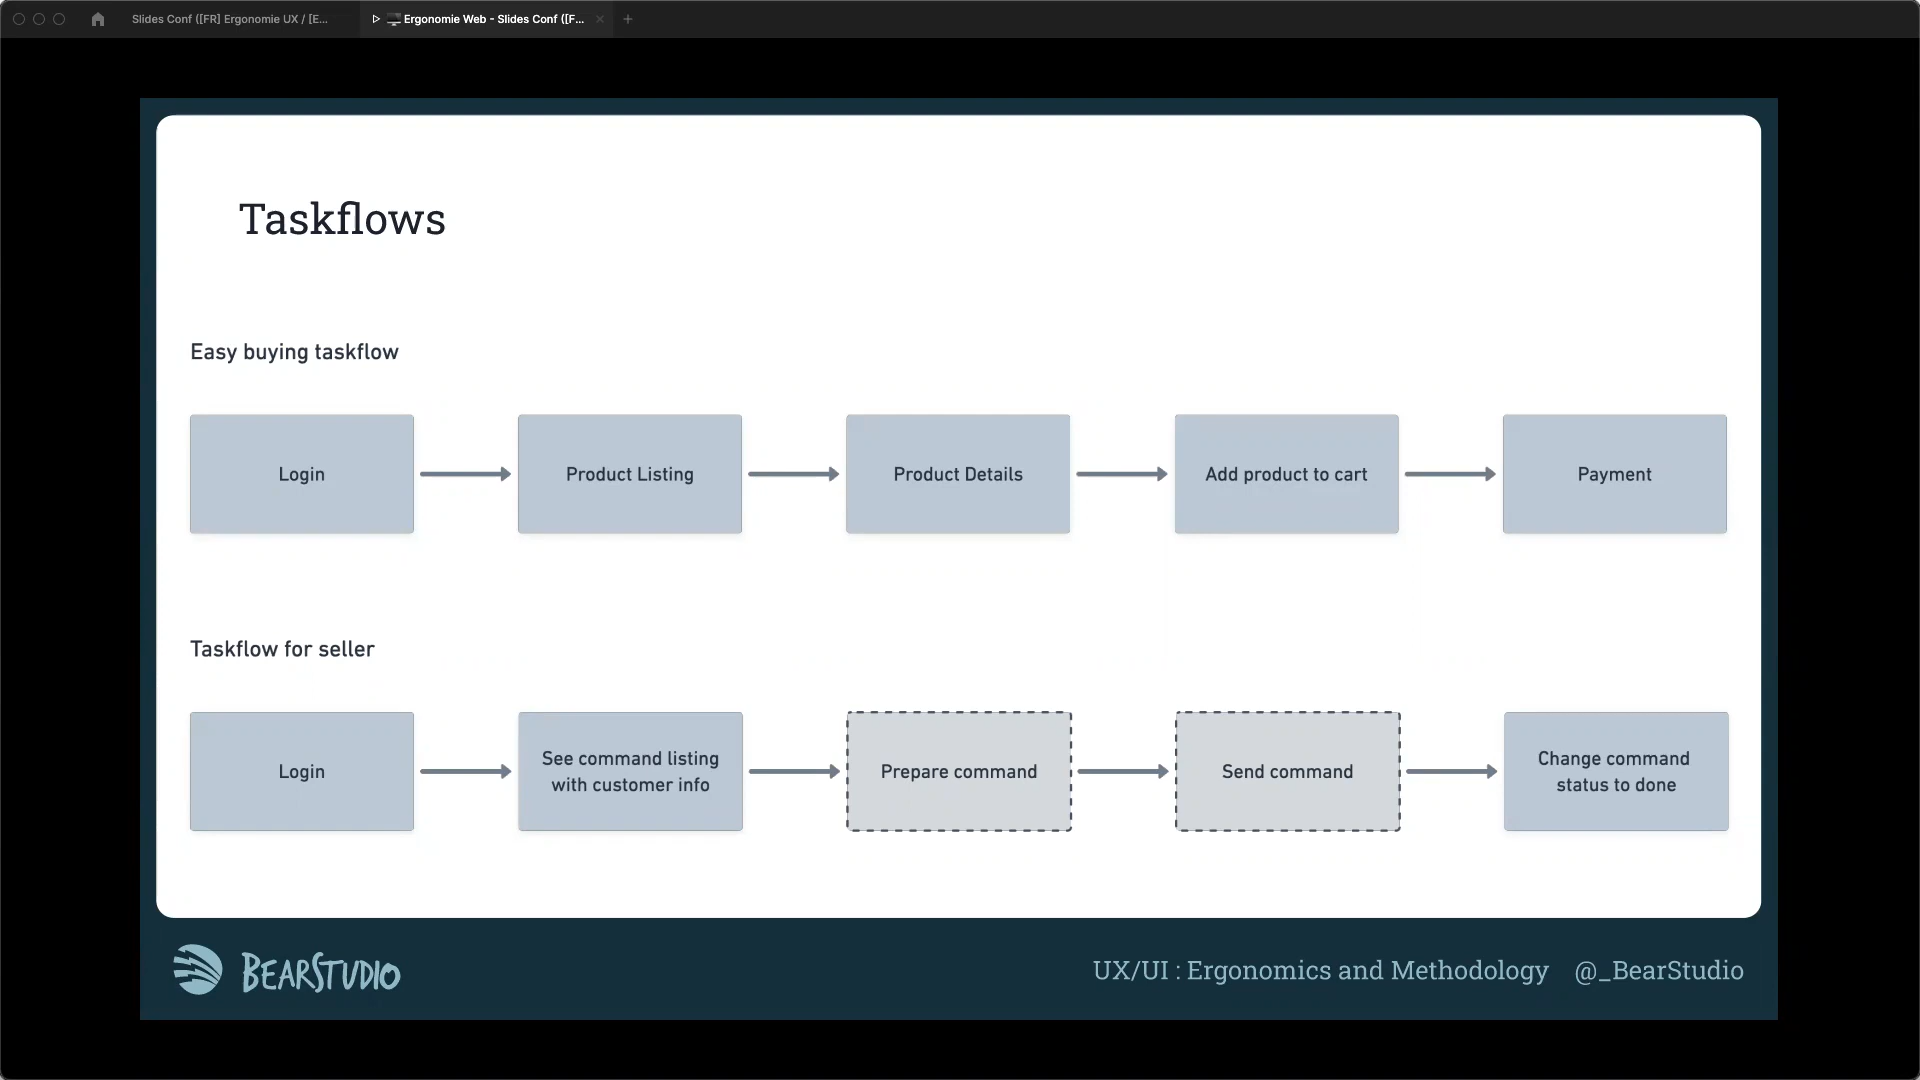 Slides Conf ([FR] Ergonomie UX / [E...
Ergonomie Web - Slides Conf ([F...
Taskflows
Easy buying taskflow
Login
Product Listing
Product Details
Add product to cart
Payment
Taskflow for seller
Login
See command listing
with customer info
Prepare command
Send command
Change command
status to done
BEARSTUDIO
UX/UI : Ergonomics and Methodology
@_BearStudio